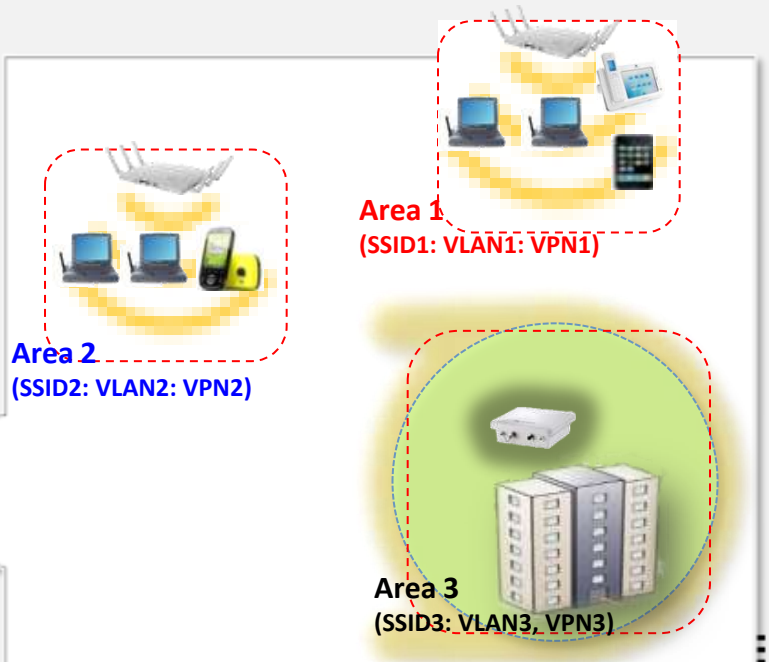 Area 1
(SSID1: VLAN1: VPN1)
Area 2
(SSID2: VLAN2: VPN2)
Area 3
(SSID3: VLAN3, VPN3)